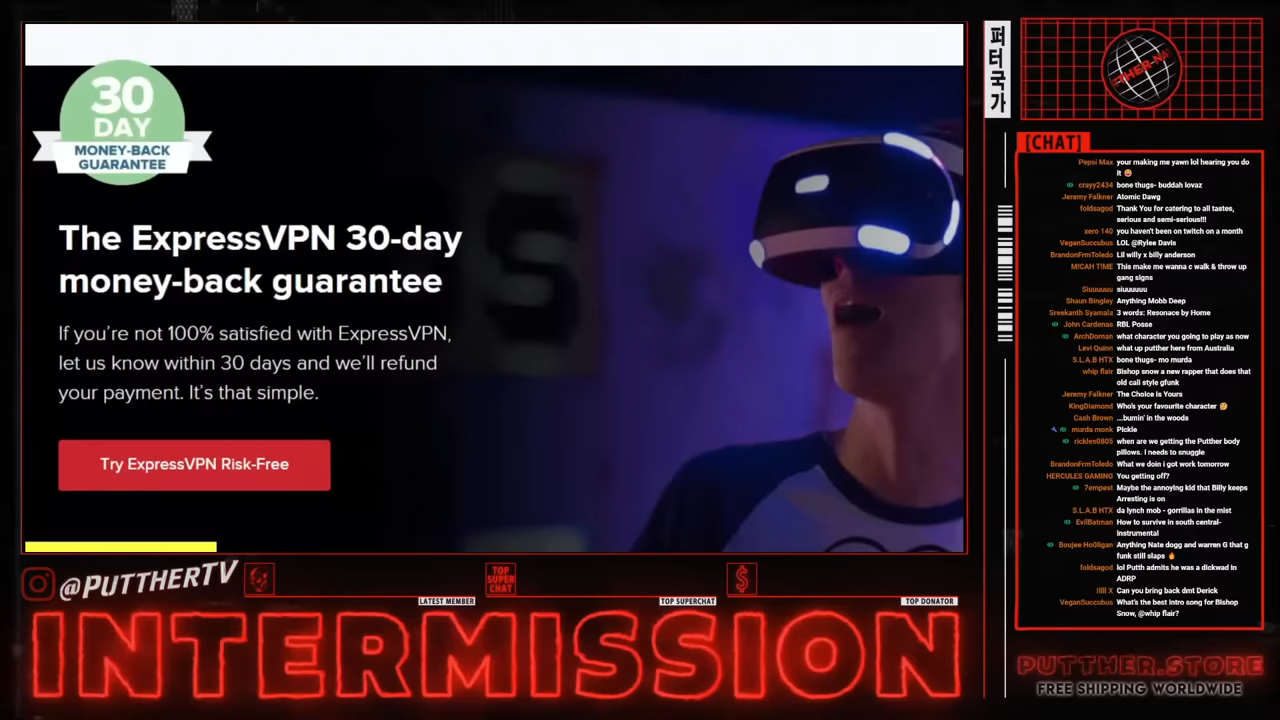 30
DAY
MONEY-BACK
GUARANTEE
The ExpressVPN 30-day
money-back guarantee
If you're not 100% satisfied with ExpressVPN,
let us know within 30 days and we'll refund
your payment. It's that simple.
Try ExpressVPN Risk-Free
@PUTTHERTV
TOP
SUPER
CHAT
$
LATEST MEMBER
TOP SUPERCHAT
TOP DONATOR
INTERMISSION
퍼
터
국
가
[CHAT]
Pepsi Max your making me yawn lol hearing you do
it
crayy2434 bone thugs- buddah lovaz
Jeremy Falkner Atomic Dawg
foldsagod Thank You for catering to all tastes,
serious and semi-serious!!!
xero 140 you haven't been on twitch on a month
VeganSuccubus LOL @Rylee Davis
BrandonFrmToledo Lil willy x billy anderson
M!CAH T!ME This make me wanna c walk & throw up
gang signs
Siuuuuuu siuuuuuu
Shaun Bingley Anything Mobb Deep
Sreekanth Syamala 3 words: Resonace by Home
John Cardenas RBL Posse
ArchDornan what character you going to play as now
Levi Quinn what up putther here from Australia
S.L.A.B HTX bone thugs- mo murda
whip flair Bishop snow a new rapper that does that
old cali style gfunk
Jeremy Falkner The Choice is Yours
KingDiamond Who's your favourite character 🤔
Cash Brown ...bumin' in the woods
murda monk Pickle
rickles0805 when are we getting the Putther body
pillows. I needs to snuggle
BrandonFrmToledo What we doin i got work tomorrow
HERCULES GAMING You getting off?
7empest Maybe the annoying kid that Billy keeps
Arresting is on
S.L.A.B HTX da lynch mob - gorrillas in the mist
EvilBatman How to survive in south central-
Instrumental
Boujee Ho0ligan Anything Nate dogg and warren G that g
funk still slaps 🔥
foldsagod lol Putth admits he was a dickwad in
ADRP
Can you bring back dmt Derick
VeganSuccubus What's the best Intro song for Bishop
Snow, @whip flair?
PUTTHER.STORE
FREE SHIPPING WORLDWIDE